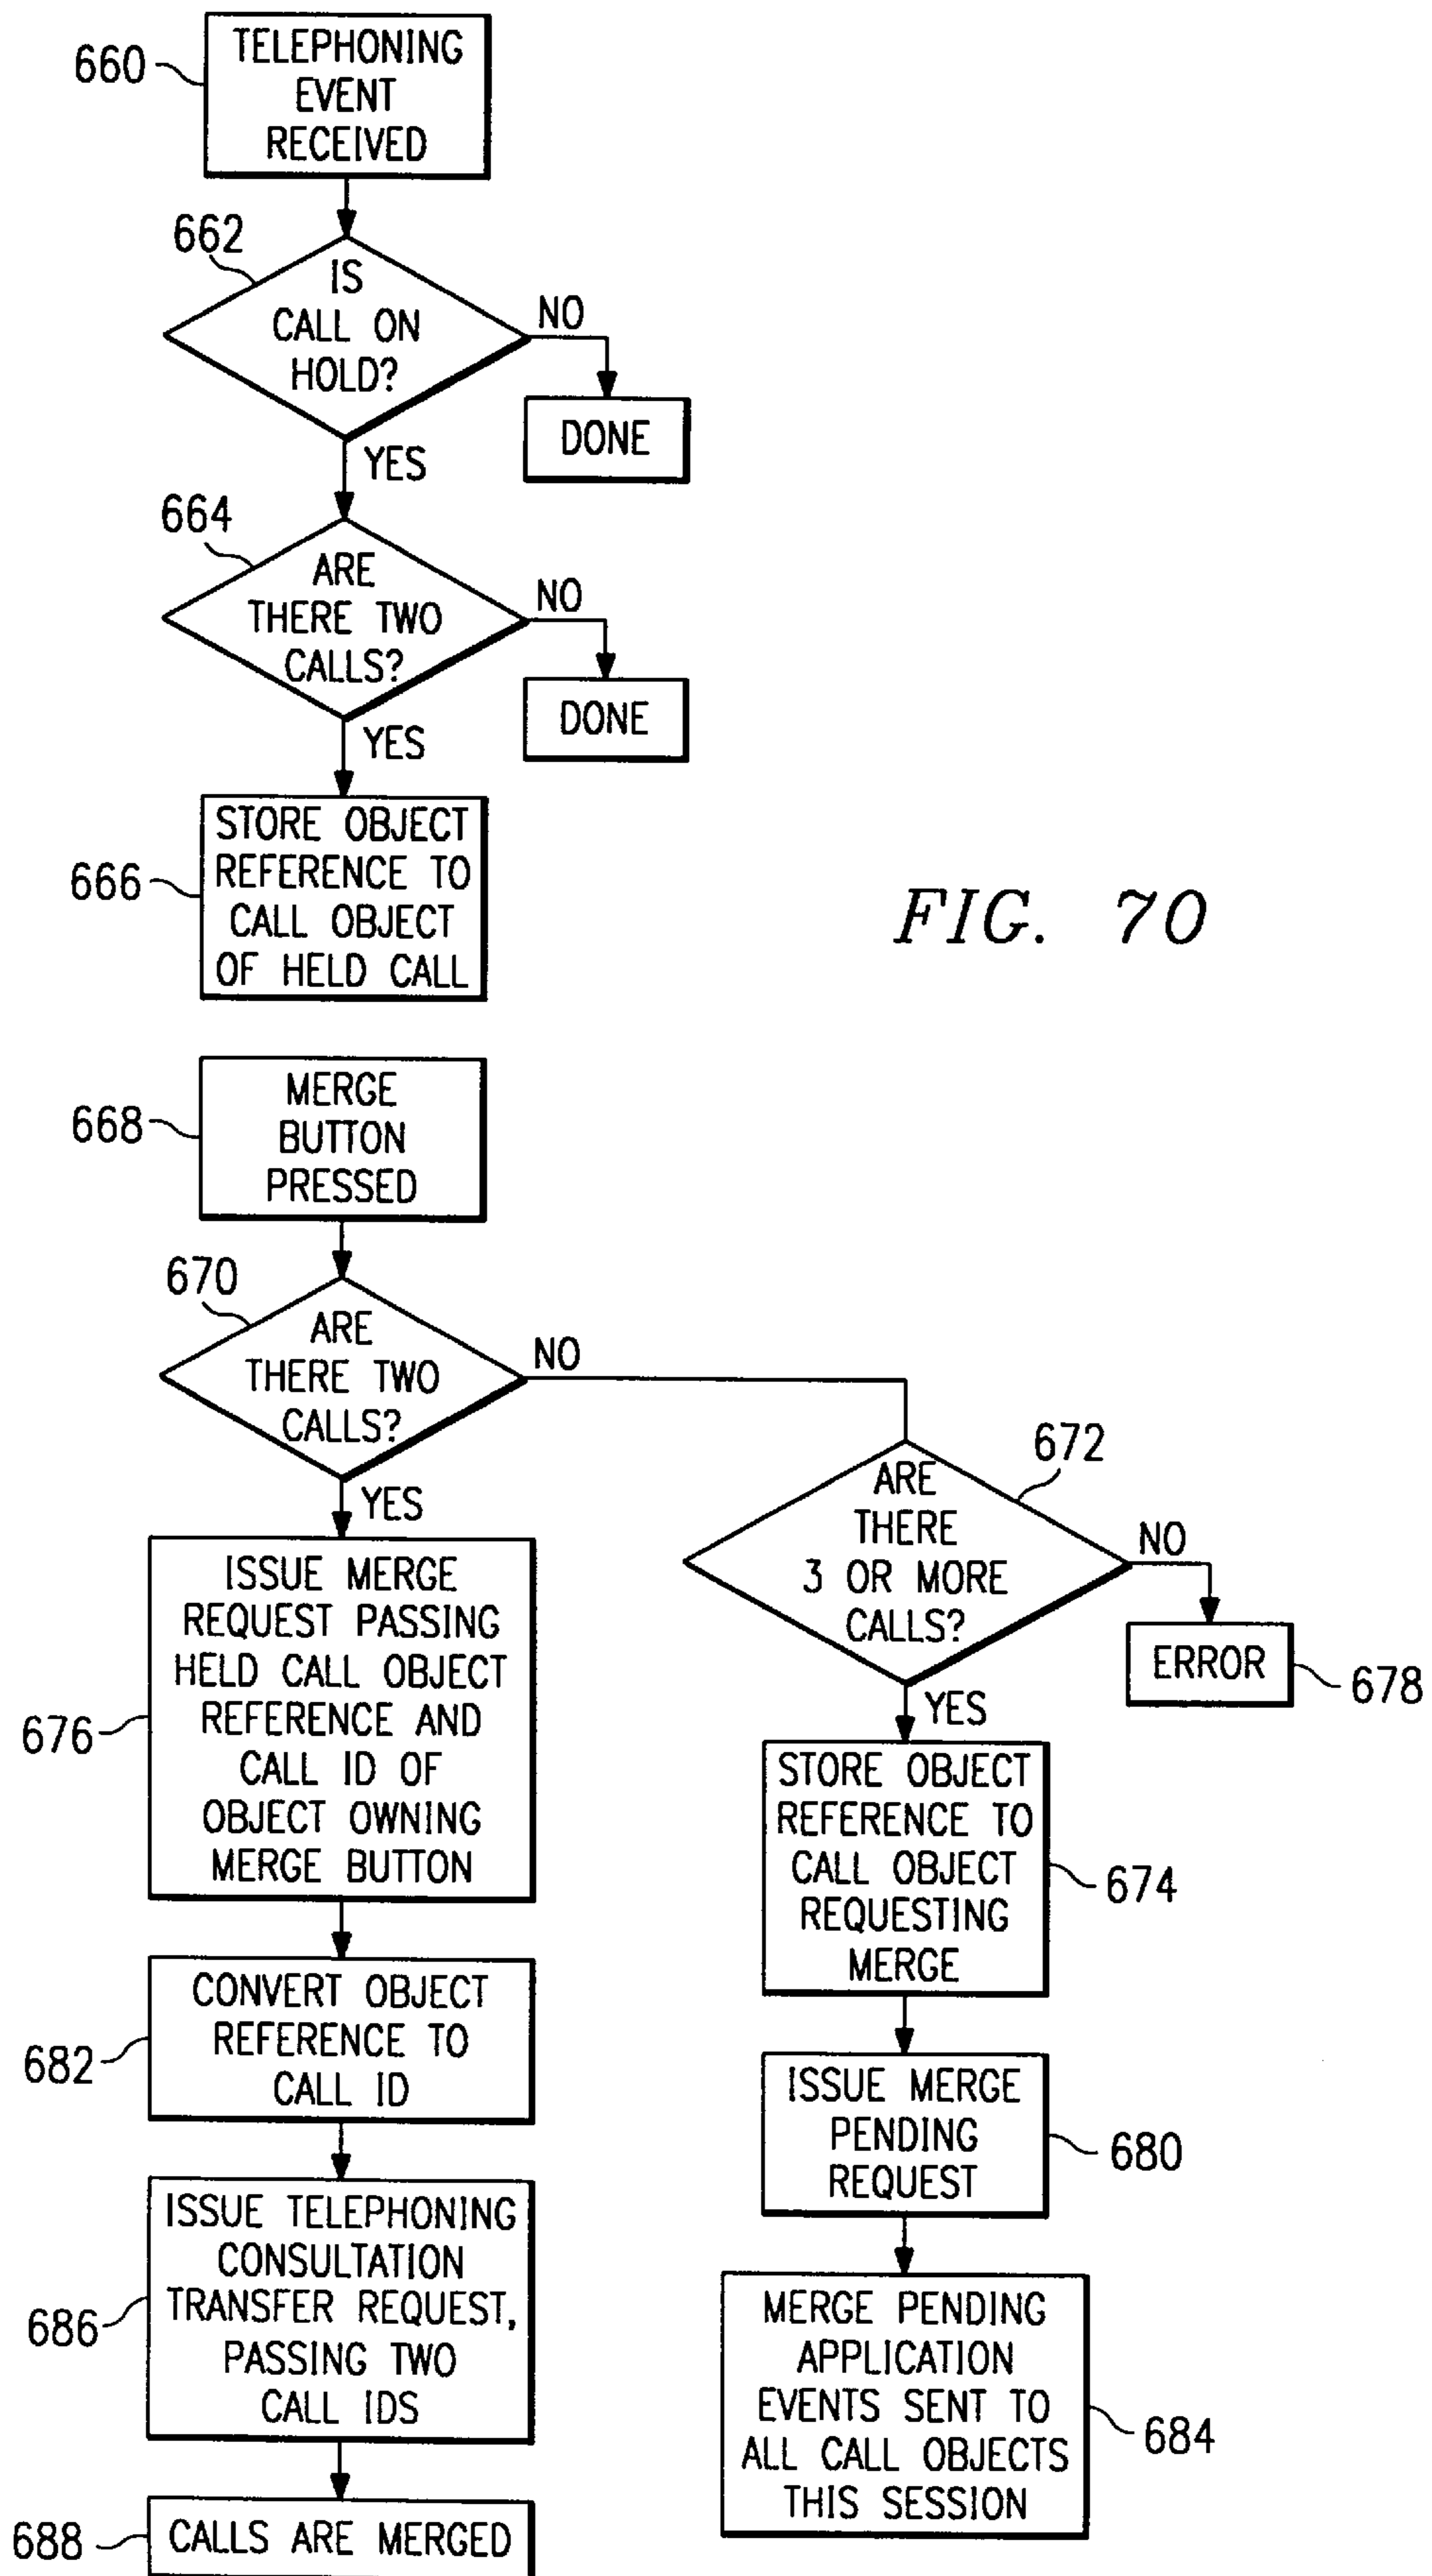 660
TELEPHONING
EVENT
RECEIVED
662
IS
CALL ON
HOLD?
NO
DONE
YES
664
ARE
THERE TWO
CALLS?
NO
DONE
YES
666
STORE OBJECT
REFERENCE TO
CALL OBJECT
OF HELD CALL
FIG. 70
668
MERGE
BUTTON
PRESSED
670
ARE
THERE TWO
CALLS?
NO
YES
672
ARE
THERE
3 OR MORE
CALLS?
NO
ERROR
678
YES
676
ISSUE MERGE
REQUEST PASSING
HELD CALL OBJECT
REFERENCE AND
CALL ID OF
OBJECT OWNING
MERGE BUTTON
STORE OBJECT
REFERENCE TO
CALL OBJECT
REQUESTING
MERGE
674
682
CONVERT OBJECT
REFERENCE TO
CALL ID
ISSUE MERGE
PENDING
REQUEST
680
686
ISSUE TELEPHONING
CONSULTATION
TRANSFER REQUEST,
PASSING TWO
CALL IDS
MERGE PENDING
APPLICATION
EVENTS SENT TO
ALL CALL OBJECTS
THIS SESSION
684
688
CALLS ARE MERGED